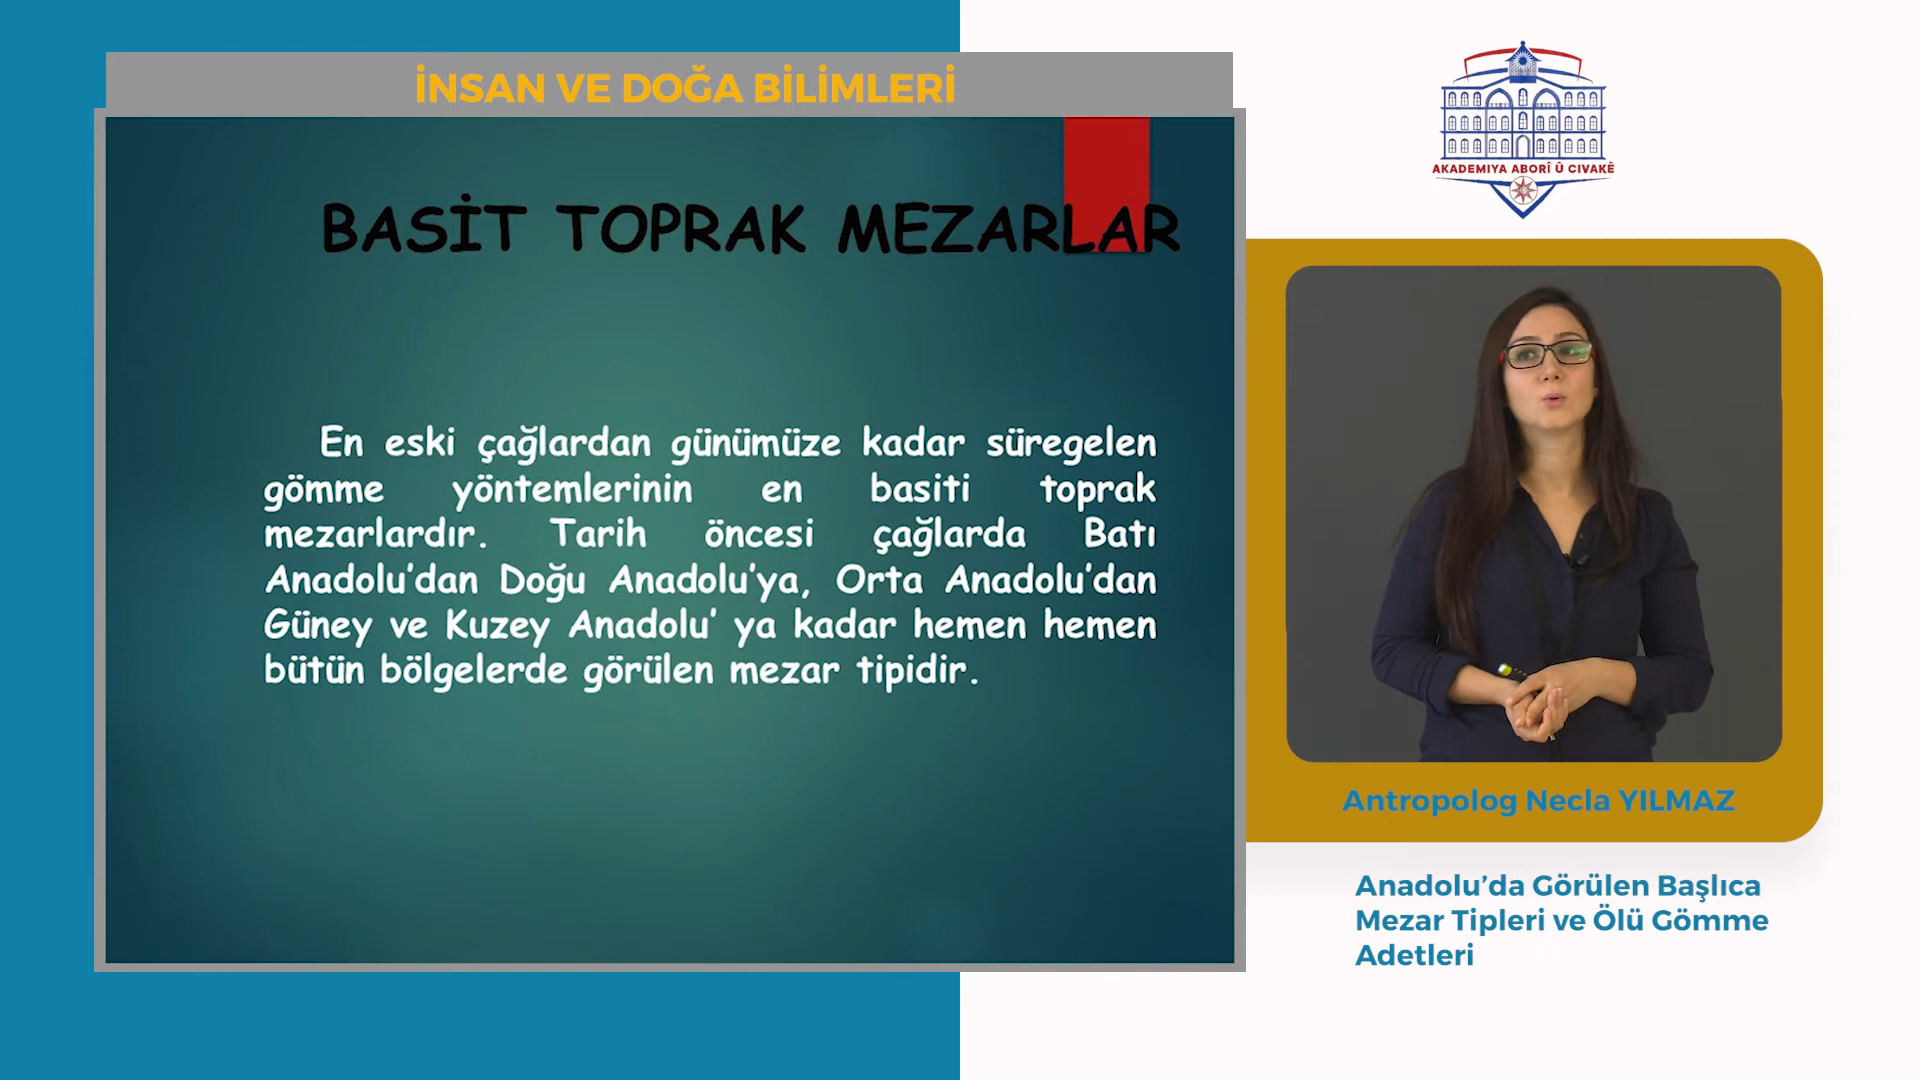 İNSAN VE DOĞA BİLİMLERİ
BASİT TOPRAK MEZARLAR
En eski çağlardan günümüze kadar süregelen
gömme yöntemlerinin en basiti toprak
mezarlardır. Tarih öncesi çağlarda Batı
Anadolu’dan Doğu Anadolu’ya, Orta Anadolu’dan
Güney ve Kuzey Anadolu’ ya kadar hemen hemen
bütün bölgelerde görülen mezar tipidir.
AKADEMIYA ABORÎ Û CIVAKÊ
Antropolog Necla YILMAZ
Anadolu’da Görülen Başlıca
Mezar Tipleri ve Ölü Gömme
Adetleri